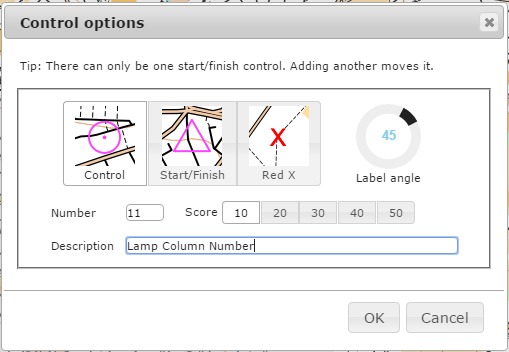 Control options
Tip: There can only be one start/finish control. Adding another moves it.
Control Start/Finish Red X
45
Label angle
Number 11 Score 10 20 30 40 50
Description Lamp Column Number
OK Cancel